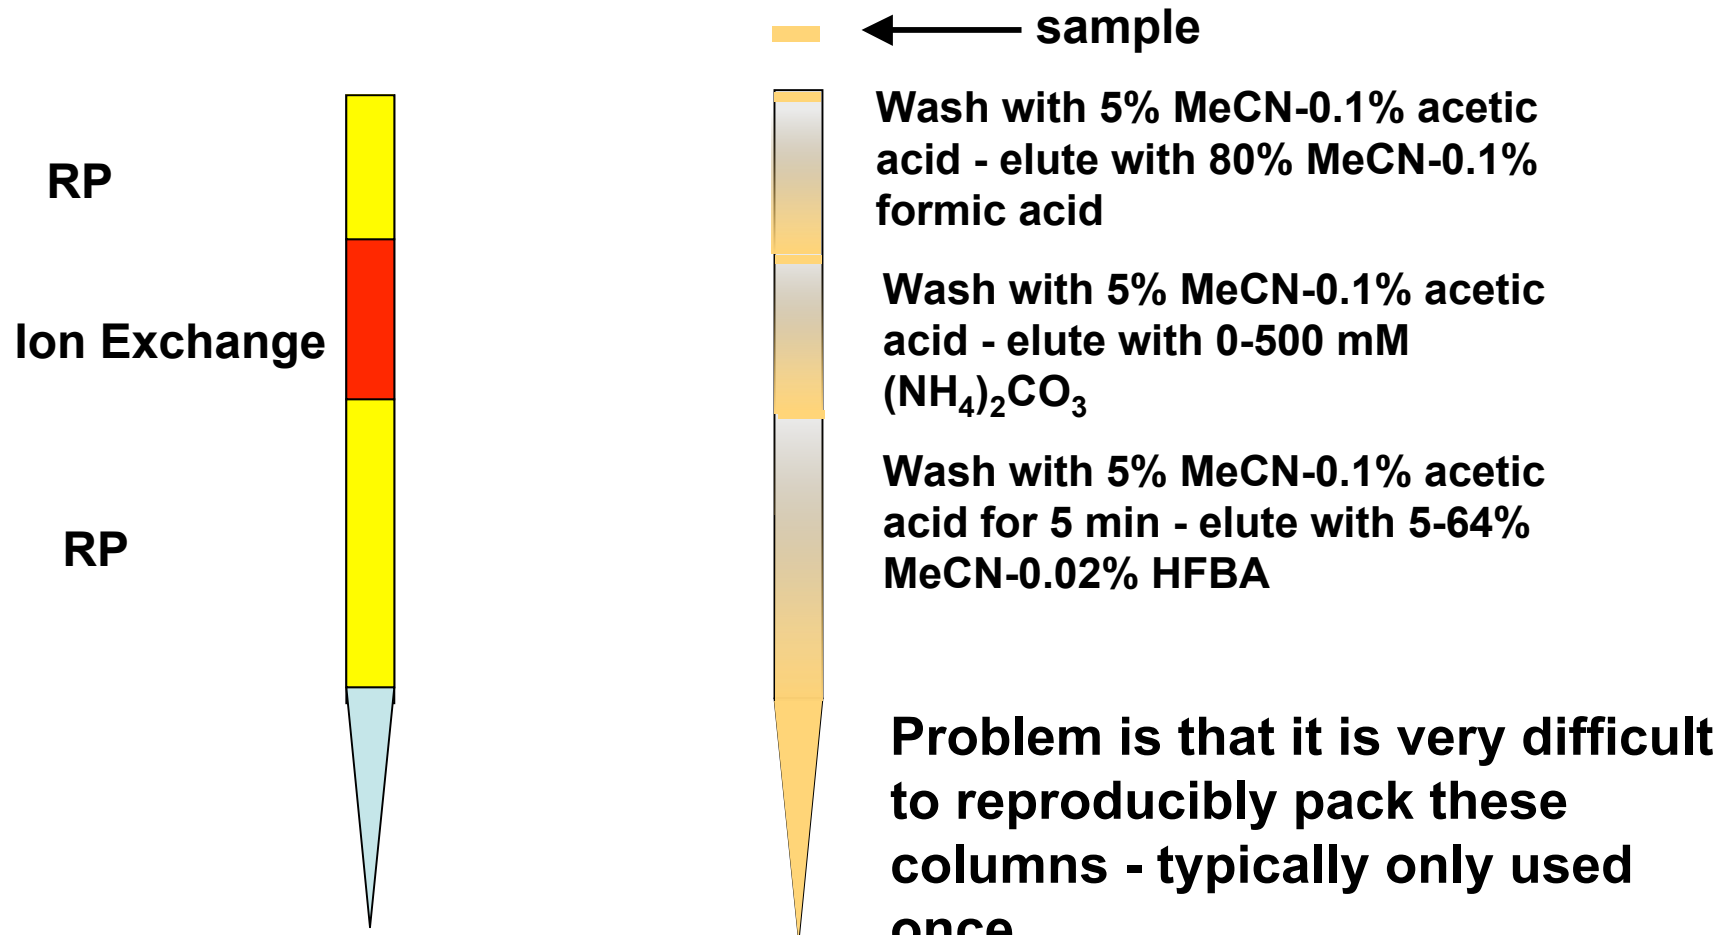 sample
Wash with 5% MeCN-0.1% acetic
acid - elute with 80% MeCN-0.1%
formic acid
RP
Wash with 5% MeCN-0.1% acetic
acid - elute with 0-500 mM
(NH₄)₂CO₃
Ion Exchange
Wash with 5% MeCN-0.1% acetic
acid for 5 min - elute with 5-64%
MeCN-0.02% HFBA
RP
Problem is that it is very difficult
to reproducibly pack these
columns - typically only used
once